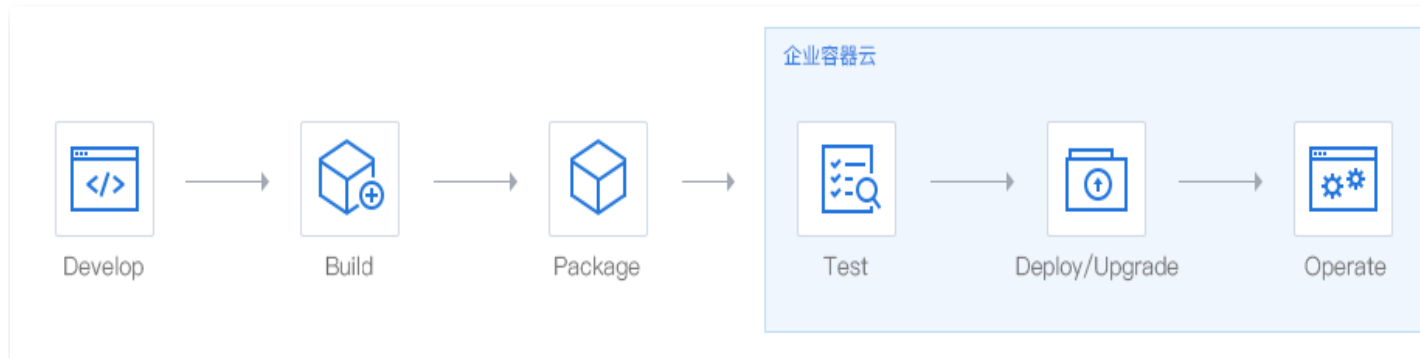 企业容器云
Develop
Build
Package
Test
Deploy/Upgrade
Operate